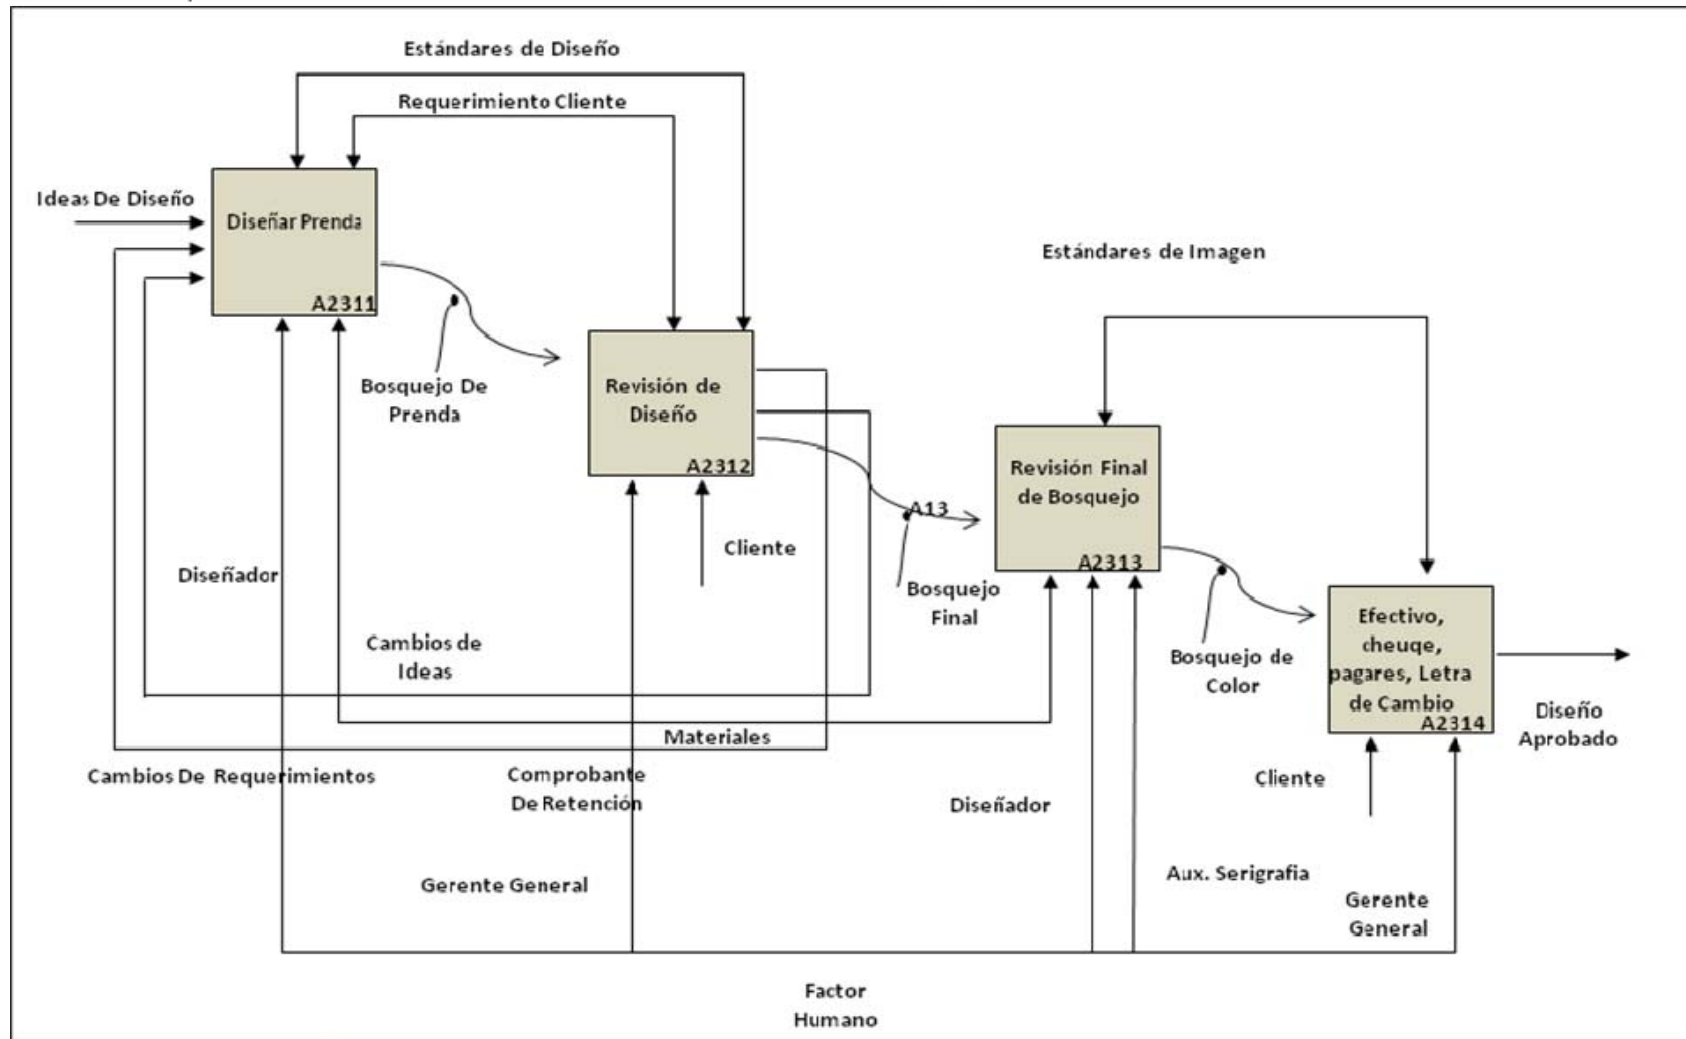 Estándares de Diseño
Requerimiento Cliente
Ideas De Diseño
Diseñar Prenda
A2311
Estándares de Imagen
Bosquejo De
Prenda
Revisión de
Diseño
A2312
Revisión Final
de Bosquejo
A2313
A13
Cliente
Diseñador
Bosquejo
Final
Cambios de
Ideas
Bosquejo de
Color
Efectivo,
cheuqe,
pagares, Letra
de Cambio
A2314
Diseño
Aprobado
Materiales
Cambios De Requerimientos
Comprobante
De Retención
Diseñador
Cliente
Gerente General
Aux. Serigrafia
Gerente
General
Factor
Humano